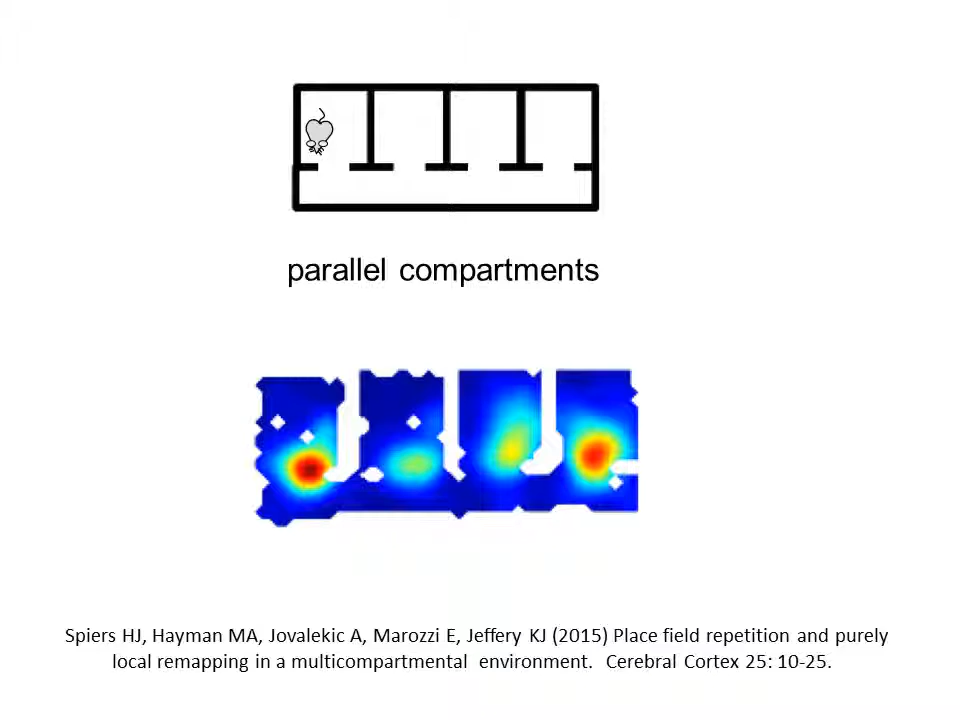 parallel compartments
Spiers HJ, Hayman MA, Jovalekic A, Marozzi E, Jeffery KJ (2015) Place field repetition and purely
local remapping in a multicompartmental environment. Cerebral Cortex 25: 10-25.